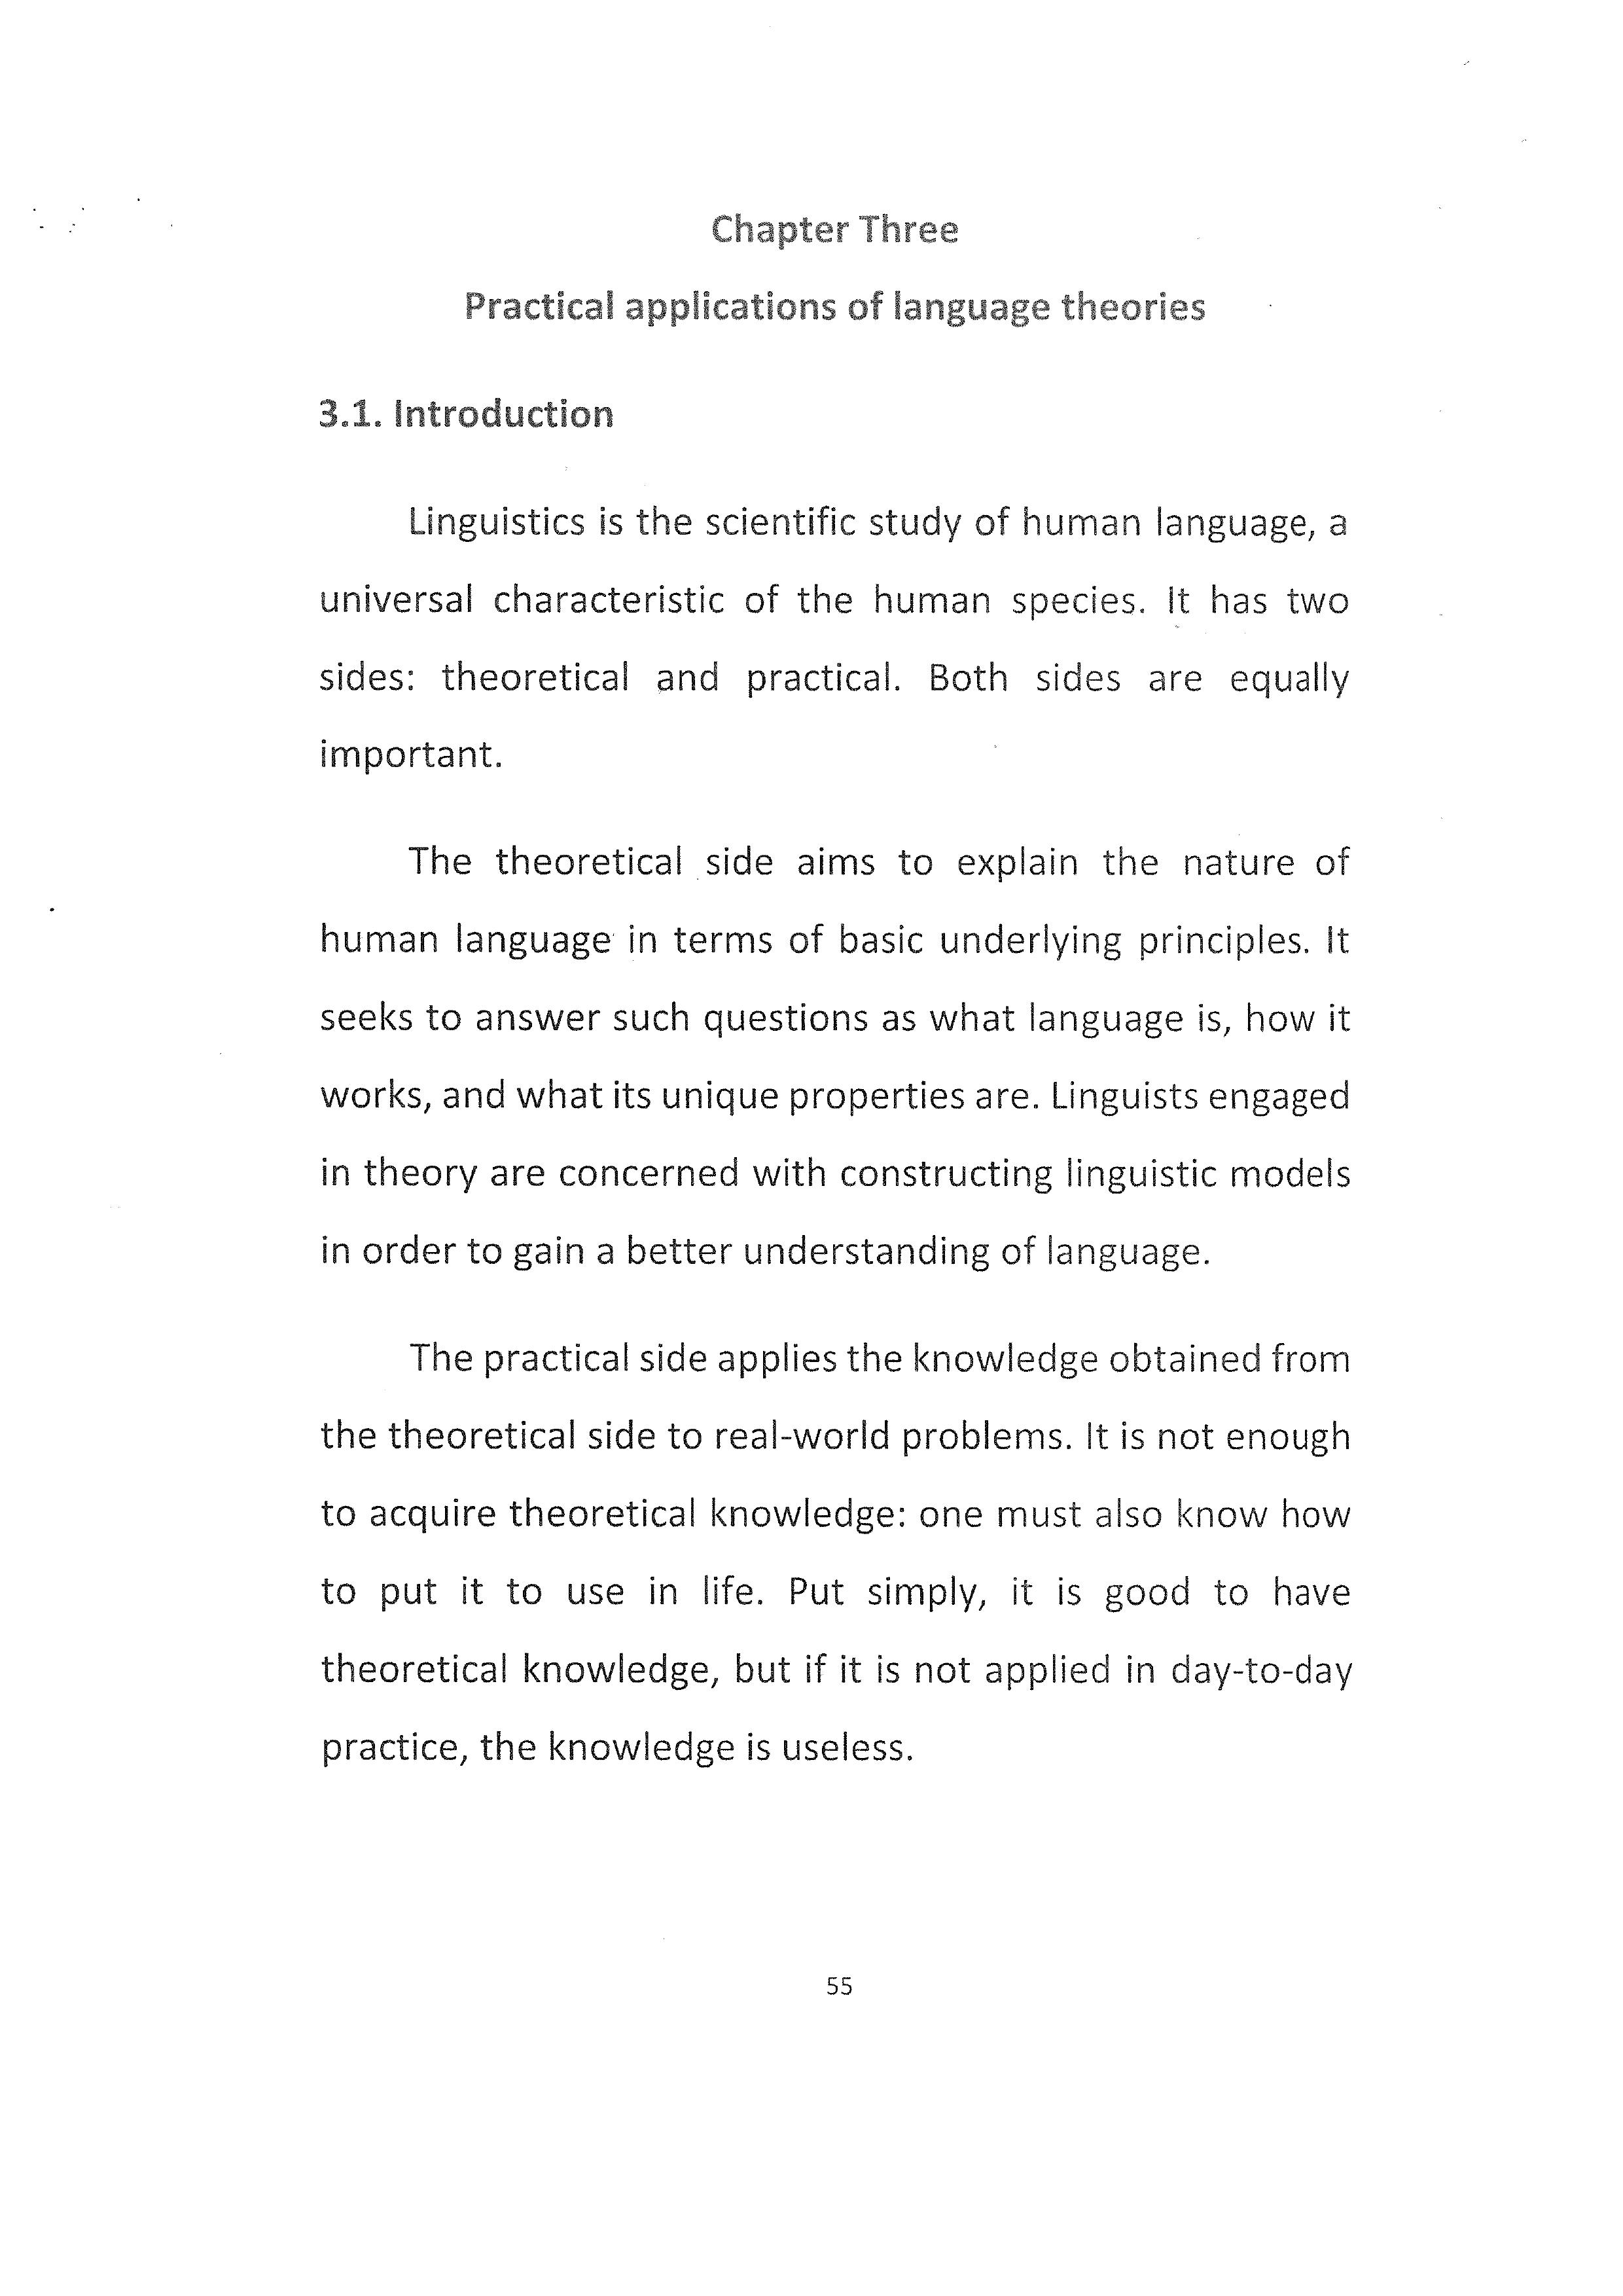 Chapter Three
Practical applications of language theories
3.1. Introduction
Linguistics is the scientific study of human language, a
universal characteristic of the human species. It has two
sides: theoretical and practical. Both sides are equally
important.
The theoretical side aims to explain the nature of
human language in terms of basic underlying principles. It
seeks to answer such questions as what language is, how it
works, and what its unique properties are. Linguists engaged
in theory are concerned with constructing linguistic models
in order to gain a better understanding of language.
The practical side applies the knowledge obtained from
the theoretical side to real-world problems. It is not enough
to acquire theoretical knowledge: one must also know how
to put it to use in life. Put simply, it is good to have
theoretical knowledge, but if it is not applied in day-to-day
practice, the knowledge is useless.
55